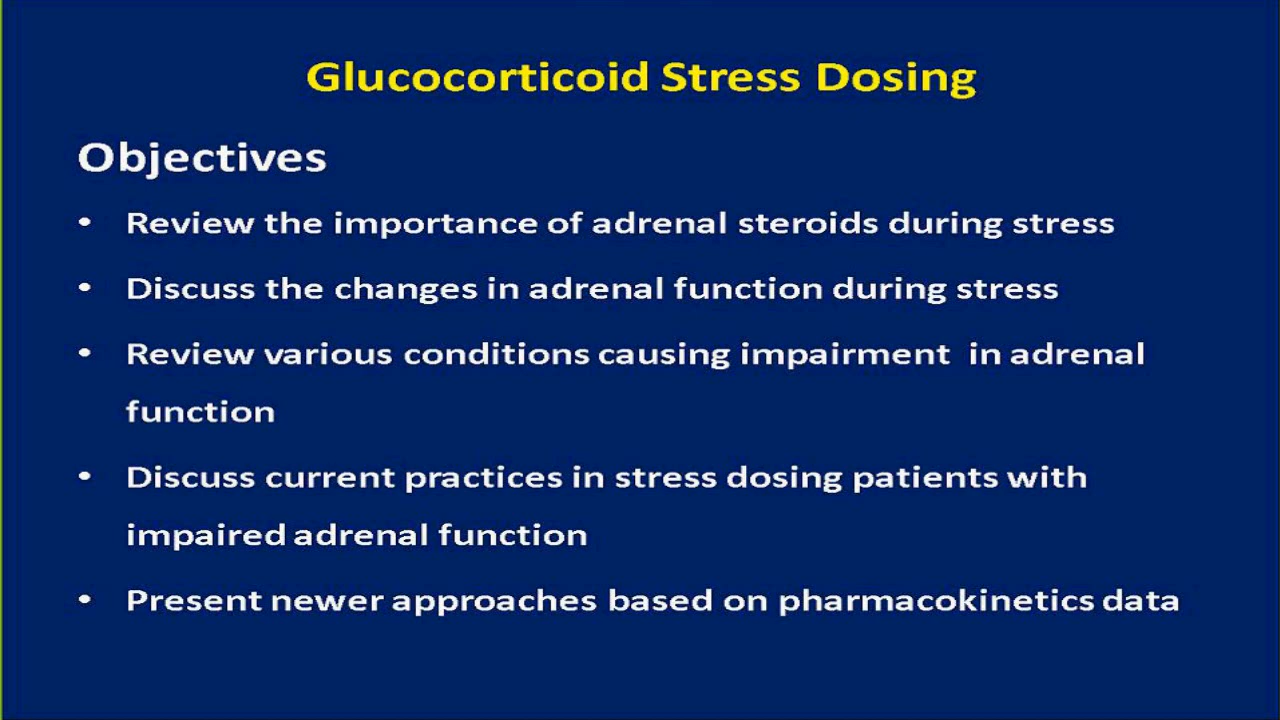 Glucocorticoid Stress Dosing
Objectives
• Review the importance of adrenal steroids during stress
• Discuss the changes in adrenal function during stress
• Review various conditions causing impairment in adrenal
function
• Discuss current practices in stress dosing patients with
impaired adrenal function
• Present newer approaches based on pharmacokinetics data